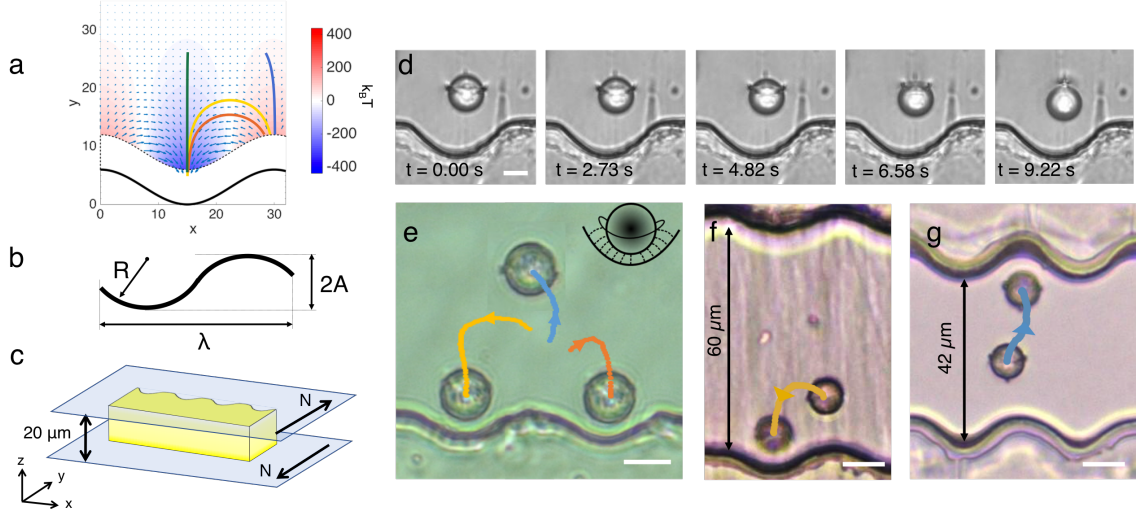 a
y
30
20
10
0
0
10
20
30
x
400
200
0
-200
-400
k_BT
b
R
2A
λ
c
20 µm
N
N
z
y
x
d
t = 0.00 s
t = 2.73 s
t = 4.82 s
t = 6.58 s
t = 9.22 s
e
f
60 µm
g
42 µm